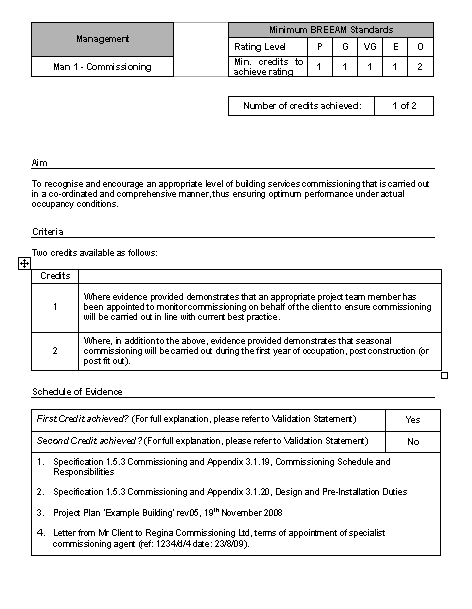 Management
Minimum BREEAM Standards
Rating Level P G VG E O
Man 1 - Commissioning
Min. credits to achieve rating 1 1 1 1 2
Number of credits achieved: 1 of 2
Aim
To recognise and encourage an appropriate level of building services commissioning that is carried out
in a co-ordinated and comprehensive manner, thus ensuring optimum performance under actual
occupancy conditions.
Criteria
Two credits available as follows:
Credits
1
Where evidence provided demonstrates that an appropriate project team member has
been appointed to monitor commissioning on behalf of the client to ensure commissioning
will be carried out in line with current best practice.
2
Where, in addition to the above, evidence provided demonstrates that seasonal
commissioning will be carried out during the first year of occupation, post construction (or
post fit out).
Schedule of Evidence
First Credit achieved? (For full explanation, please refer to Validation Statement) Yes
Second Credit achieved? (For full explanation, please refer to Validation Statement) No
1. Specification 1.5.3 Commissioning and Appendix 3.1.19, Commissioning Schedule and
Responsibilities
2. Specification 1.5.3 Commissioning and Appendix 3.1.20, Design and Pre-Installation Duties
3. Project Plan 'Example Building' rev05, 19th November 2008
4. Letter from Mr Client to Regina Commissioning Ltd, terms of appointment of specialist
commissioning agent (ref: 1234/d/4 date: 23/8/09).